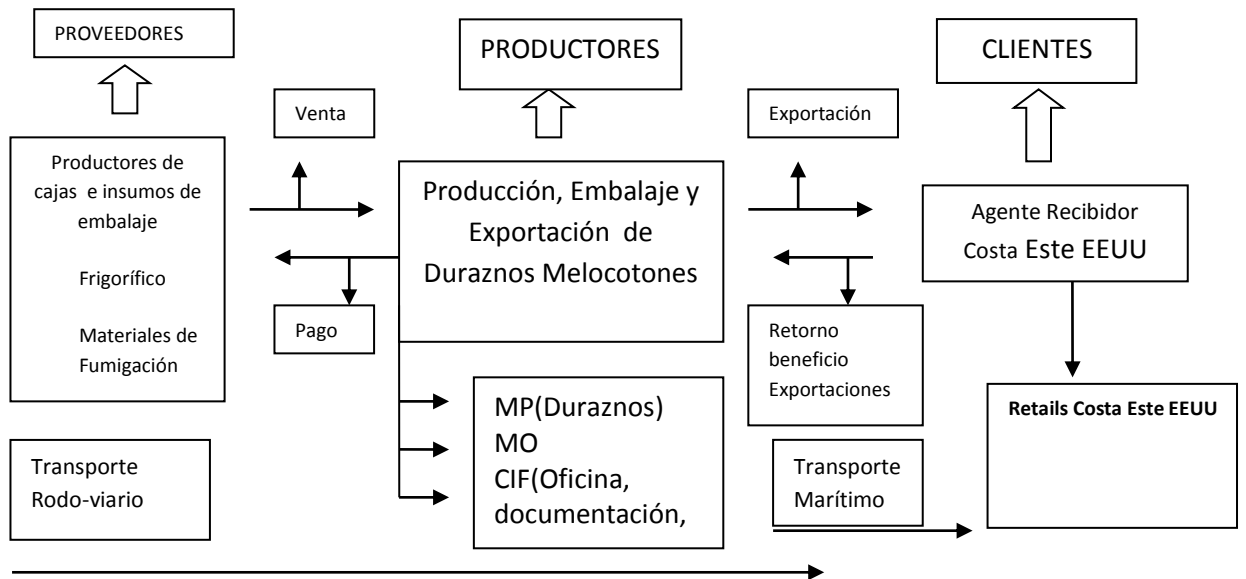 PROVEEDORES
PRODUCTORES
CLIENTES
Venta
Exportación
Productores de
cajas e insumos de
embalaje
Frigorífico
Materiales de
Fumigación
Producción, Embalaje y
Exportación de
Duraznos Melocotones
Agente Recibidor
Costa Este EEUU
Pago
Retorno
beneficio
Exportaciones
MP(Duraznos)
MO
CIF(Oficina,
documentación,
Retails Costa Este EEUU
Transporte
Rodo-viario
Transporte
Marítimo